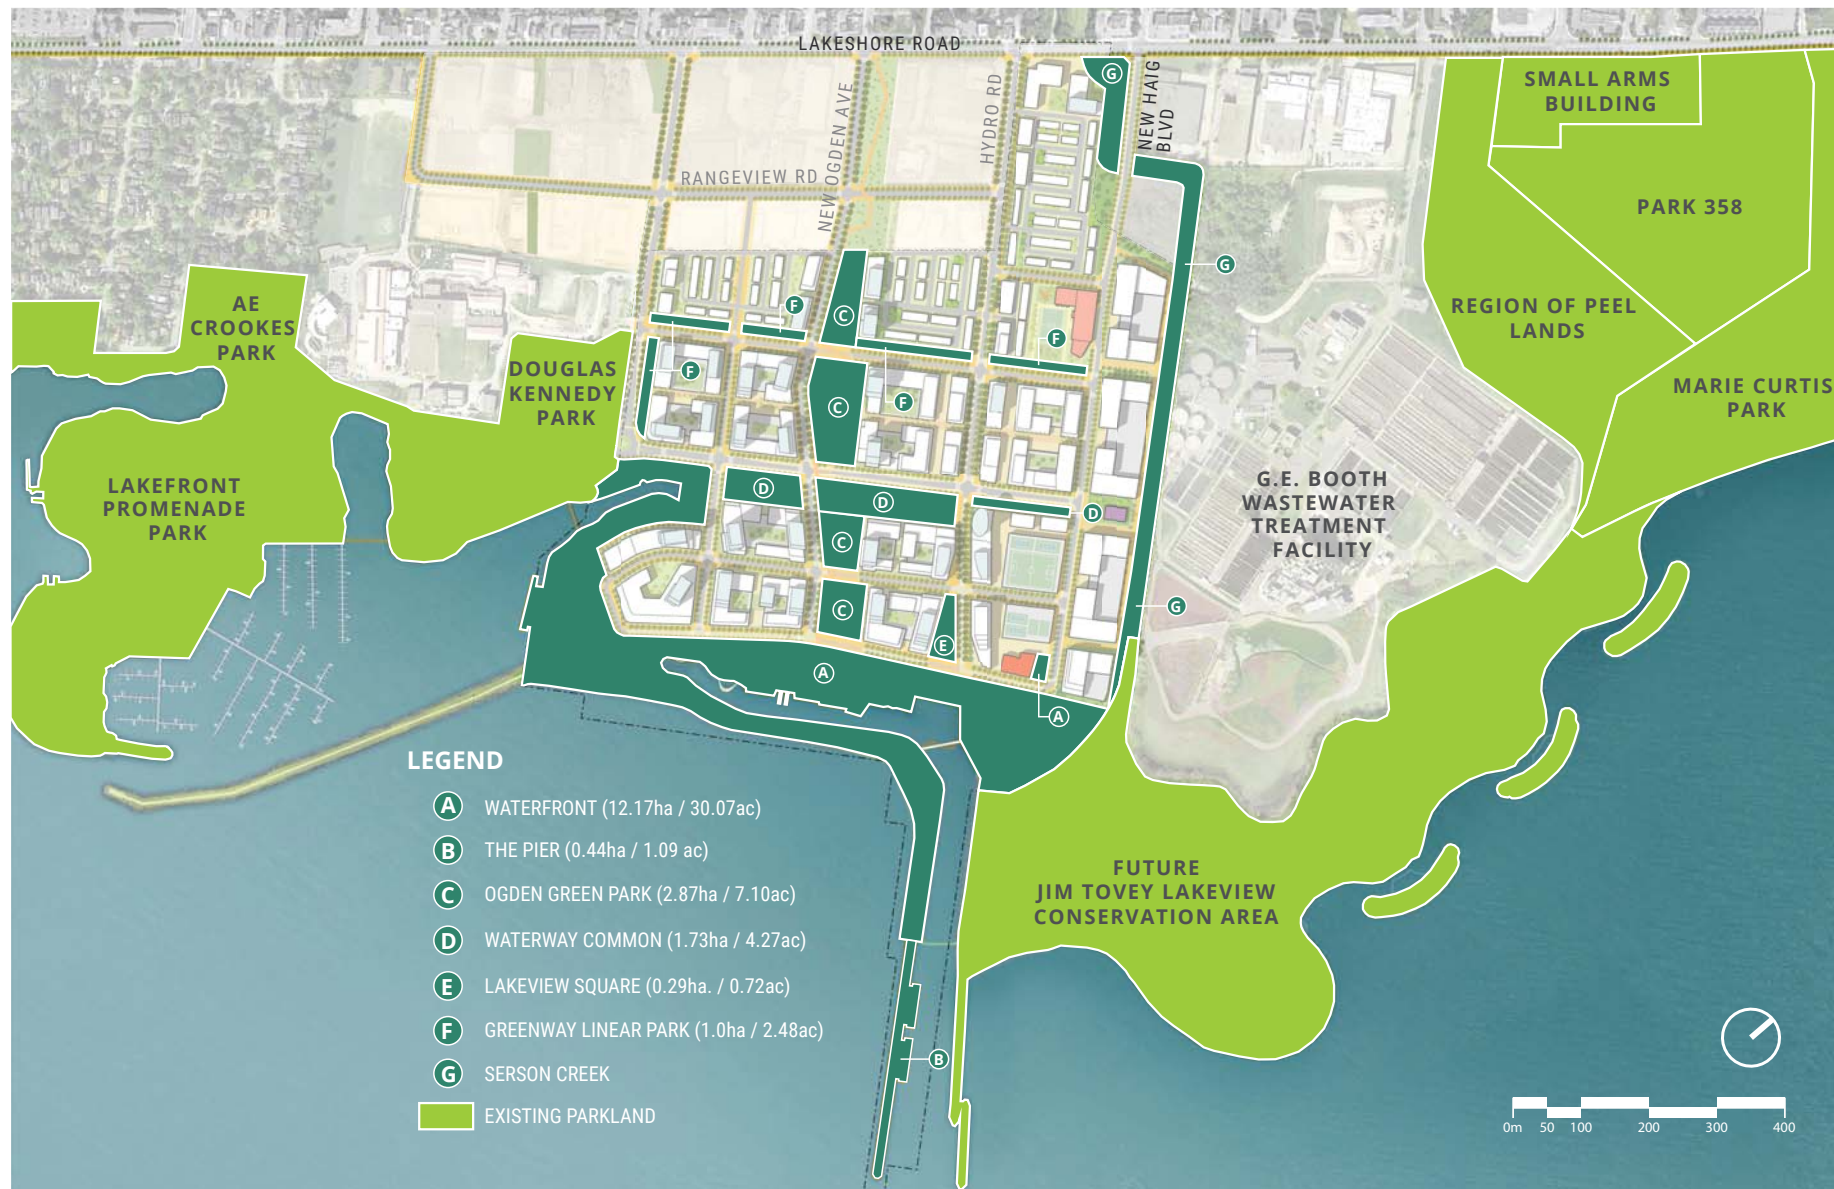 LAKESHORE ROAD
G
NEW HAIG
BLVD
SMALL ARMS
BUILDING
NEW OGDEN AVE
HYDRO RD
RANGEVIEW RD
PARK 358
G
AE
CROOKES
PARK
F
C
REGION OF PEEL
LANDS
F
DOUGLAS
KENNEDY
PARK
F
F
C
MARIE CURTIS
PARK
LAKEFRONT
PROMENADE
PARK
D
D
D
G.E. BOOTH
WASTEWATER
TREATMENT
FACILITY
C
C
G
E
A
A
LEGEND
A WATERFRONT (12.17ha / 30.07ac)
B THE PIER (0.44ha / 1.09 ac)
C OGDEN GREEN PARK (2.87ha / 7.10ac)
D WATERWAY COMMON (1.73ha / 4.27ac)
E LAKEVIEW SQUARE (0.29ha. / 0.72ac)
F GREENWAY LINEAR PARK (1.0ha / 2.48ac)
G SERSON CREEK
EXISTING PARKLAND
FUTURE
JIM TOVEY LAKEVIEW
CONSERVATION AREA
B
0m 50 100 200 300 400